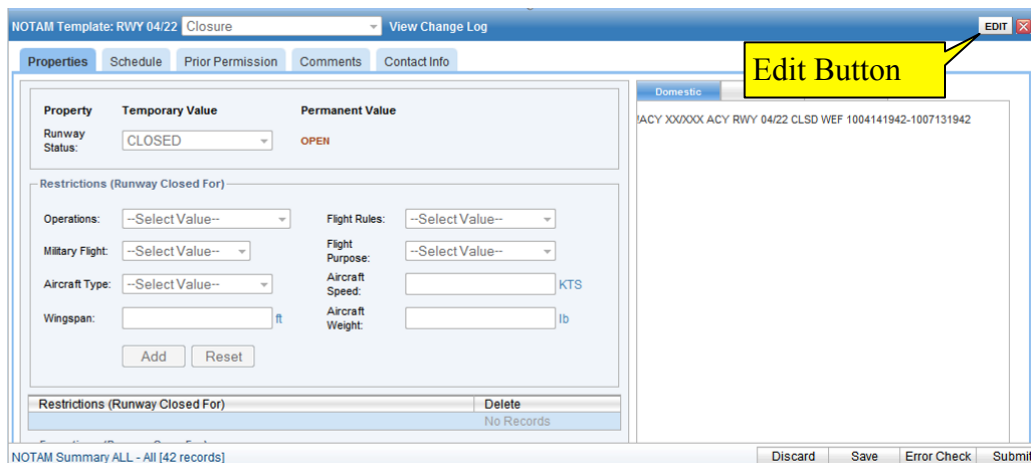 NOTAM Template: RWY 04/22 Closure View Change Log EDIT
Edit Button
Properties Schedule Prior Permission Comments Contact Info
Domestic
Property Temporary Value Permanent Value
Runway Status: CLOSED OPEN
!ACY XX/XXX ACY RWY 04/22 CLSD WEF 1004141942-1007131942
Restrictions (Runway Closed For)
Operations: --Select Value-- Flight Rules: --Select Value--
Military Flight: --Select Value-- Flight Purpose: --Select Value--
Aircraft Type: --Select Value-- Aircraft Speed: KTS
Wingspan: ft Aircraft Weight: lb
Add Reset
Restrictions (Runway Closed For) Delete
No Records
NOTAM Summary ALL - All [42 records] Discard Save Error Check Submit